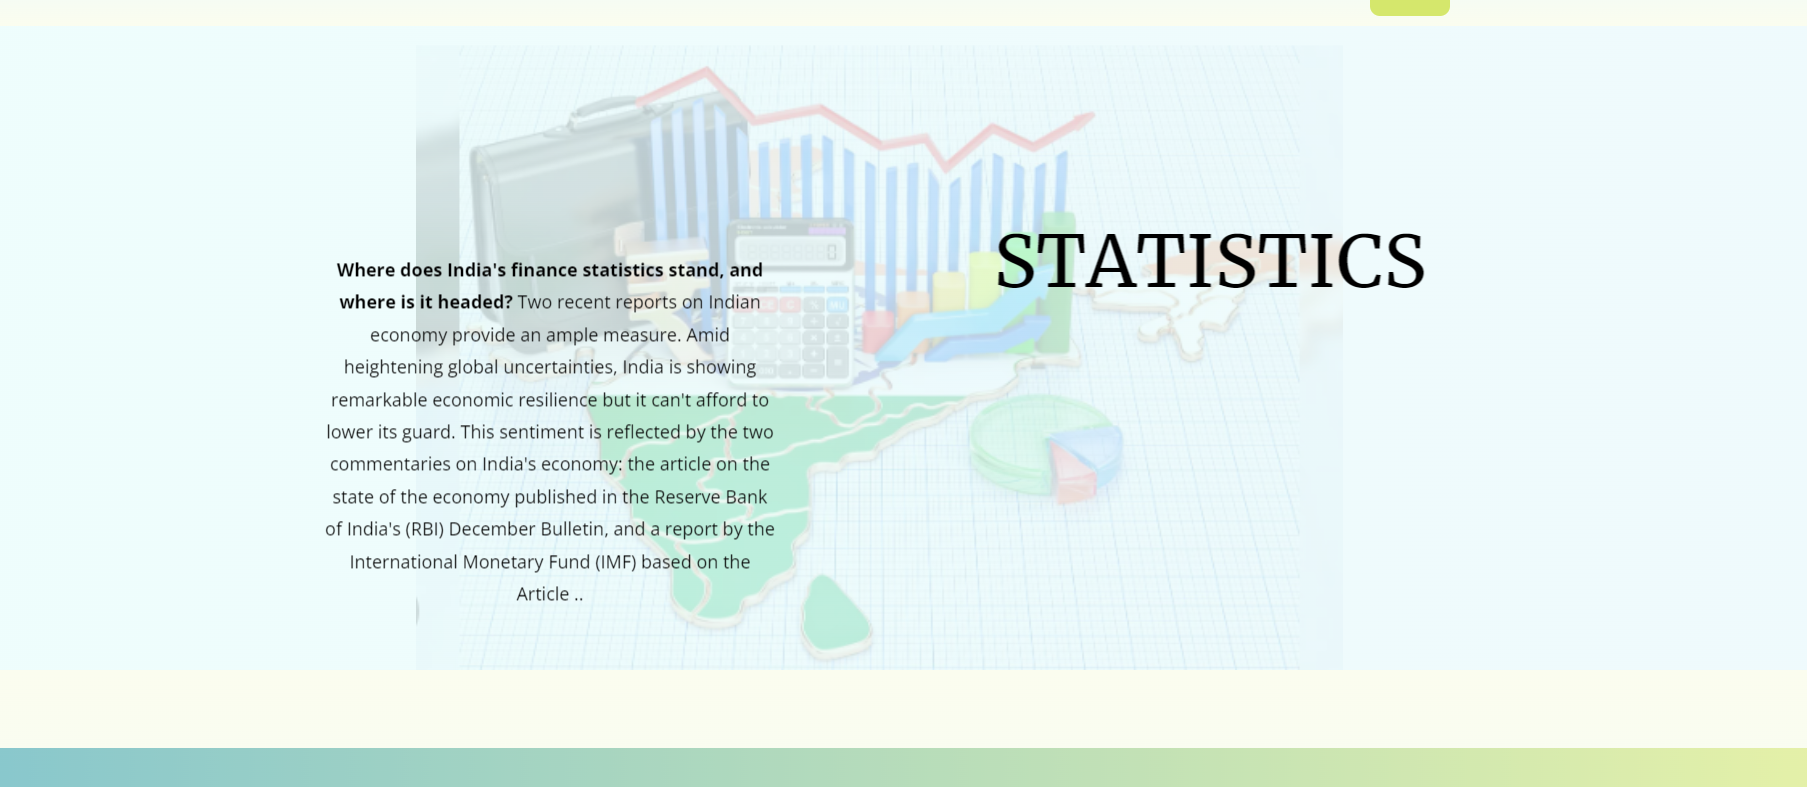 STATISTICS
Where does India's finance statistics stand, and
where is it headed? Two recent reports on Indian
economy provide an ample measure. Amid
heightening global uncertainties, India is showing
remarkable economic resilience but it can't afford to
lower its guard. This sentiment is reflected by the two
commentaries on India's economy: the article on the
state of the economy published in the Reserve Bank
of India's (RBI) December Bulletin, and a report by the
International Monetary Fund (IMF) based on the
Article ..